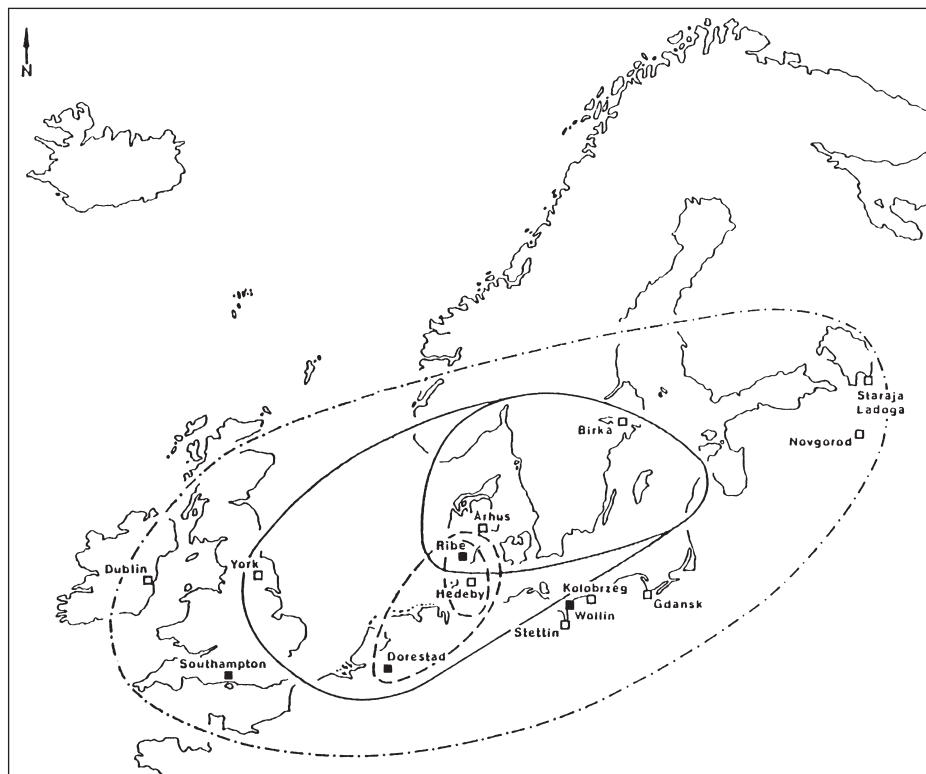 N
Staraja
Ladoga
Birka
Novgorod
Århus
Ribe
York
Dublin
Hedeby
Kolobrzeg
Gdansk
Wollin
Stettin
Dorestad
Southampton